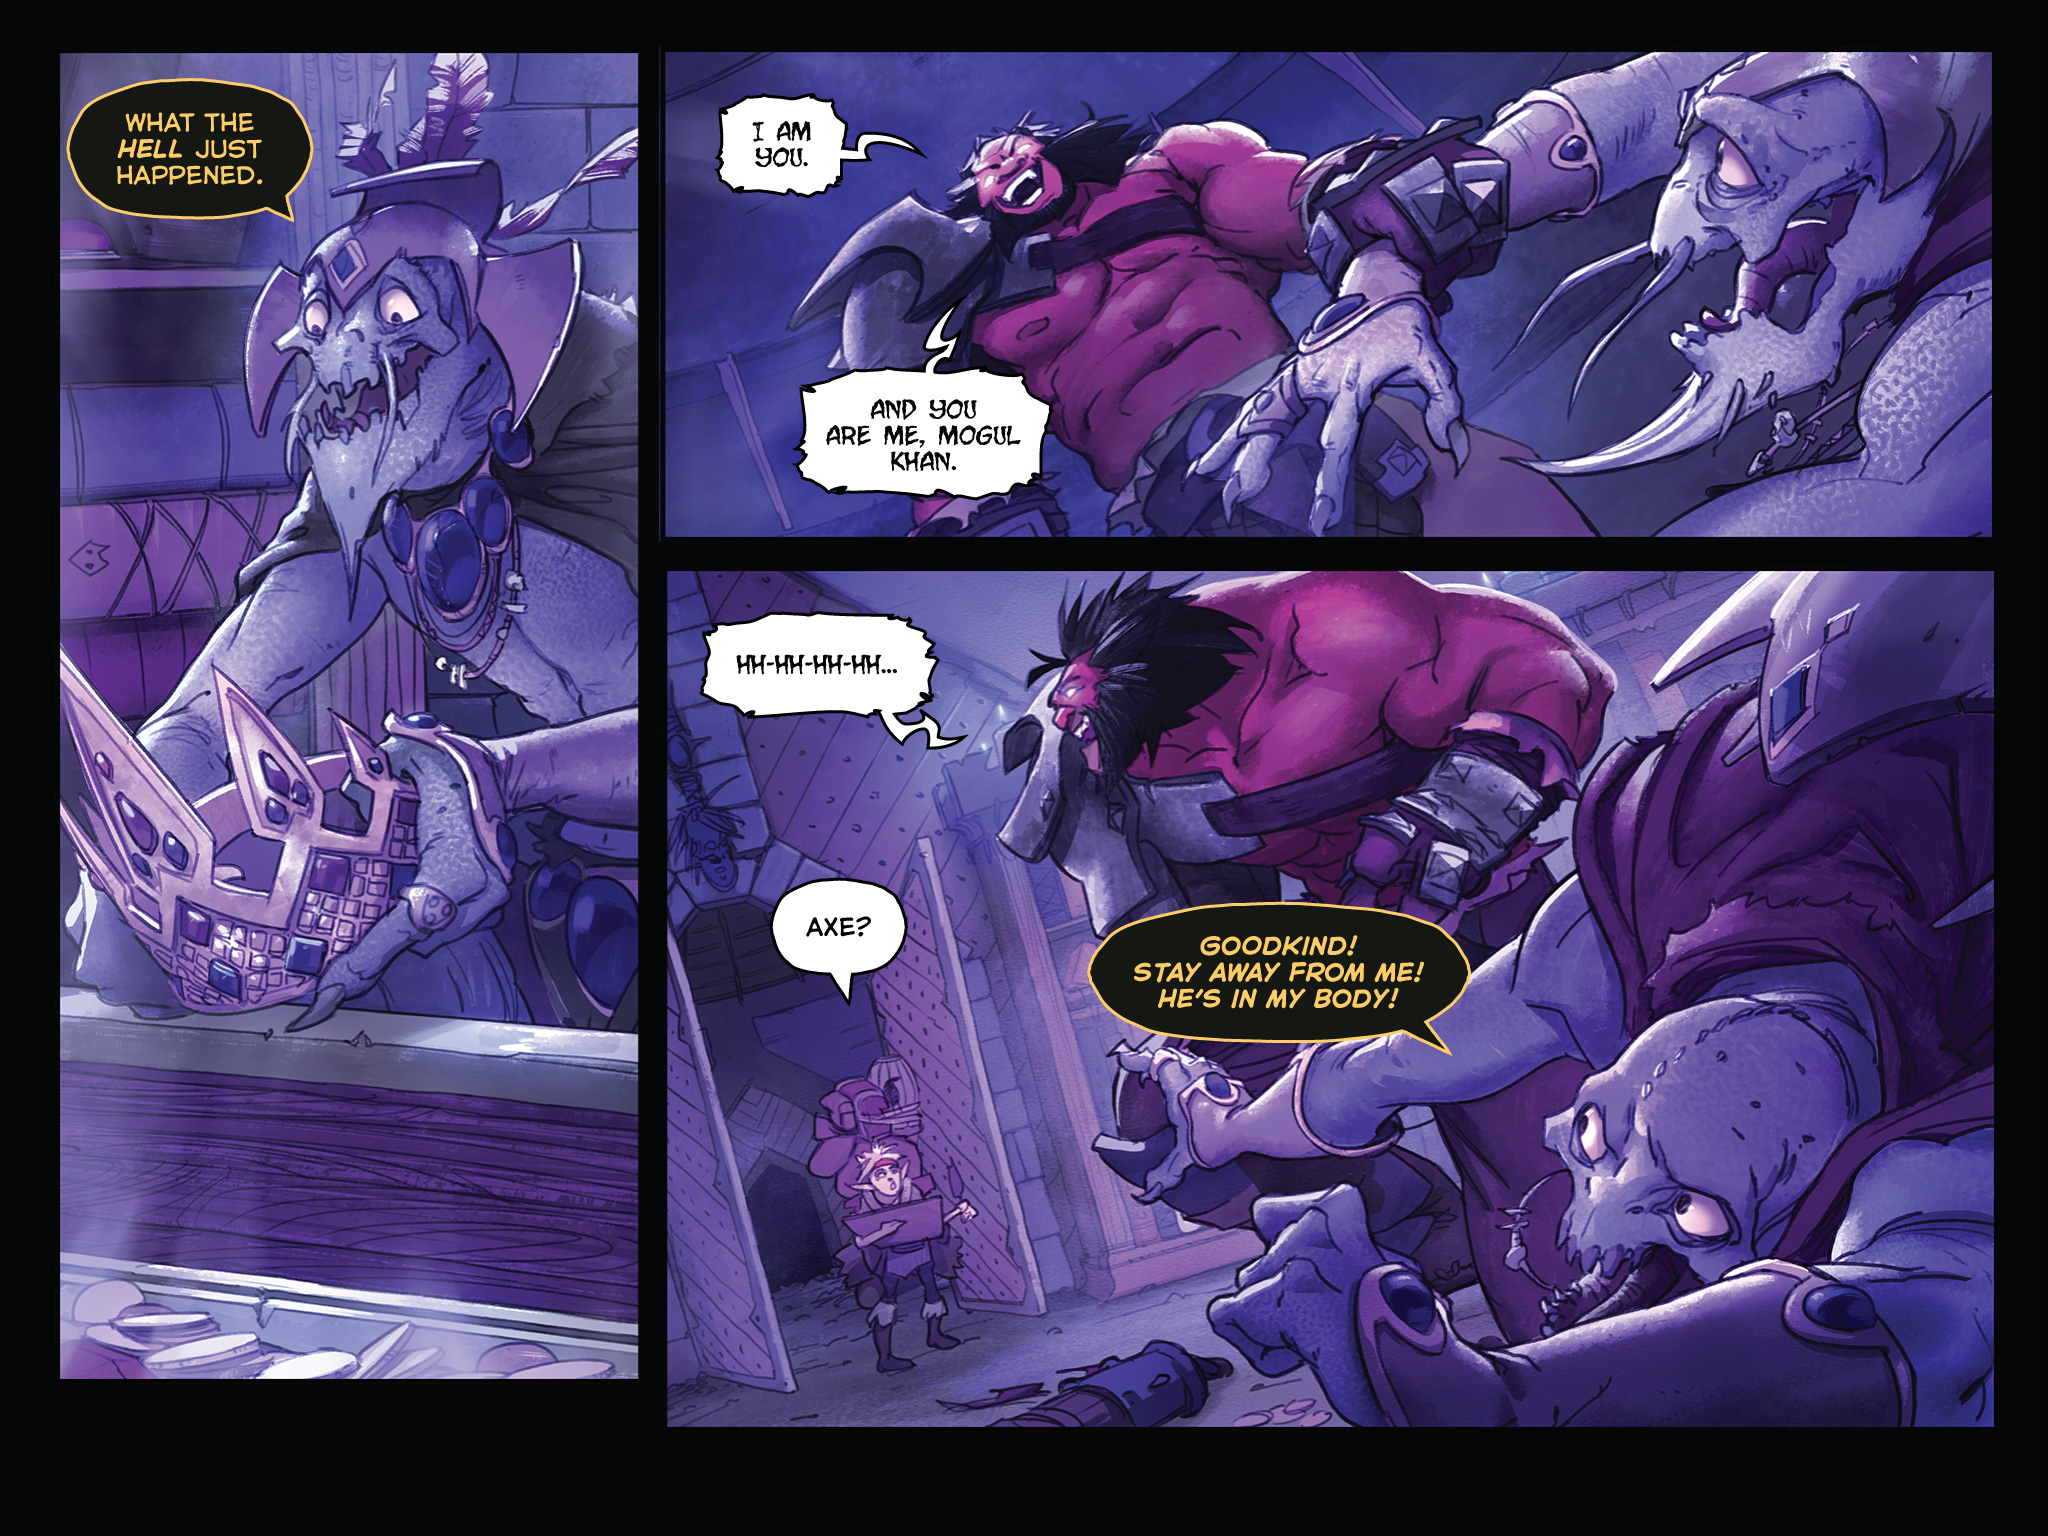 WHAT THE
HELL JUST
HAPPENED.
I AM
YOU.
AND YOU
ARE ME, MOGUL
KHAN.
HH-HH-HH-HH...
AXE?
GOODKIND!
STAY AWAY FROM ME!
HE'S IN MY BODY!